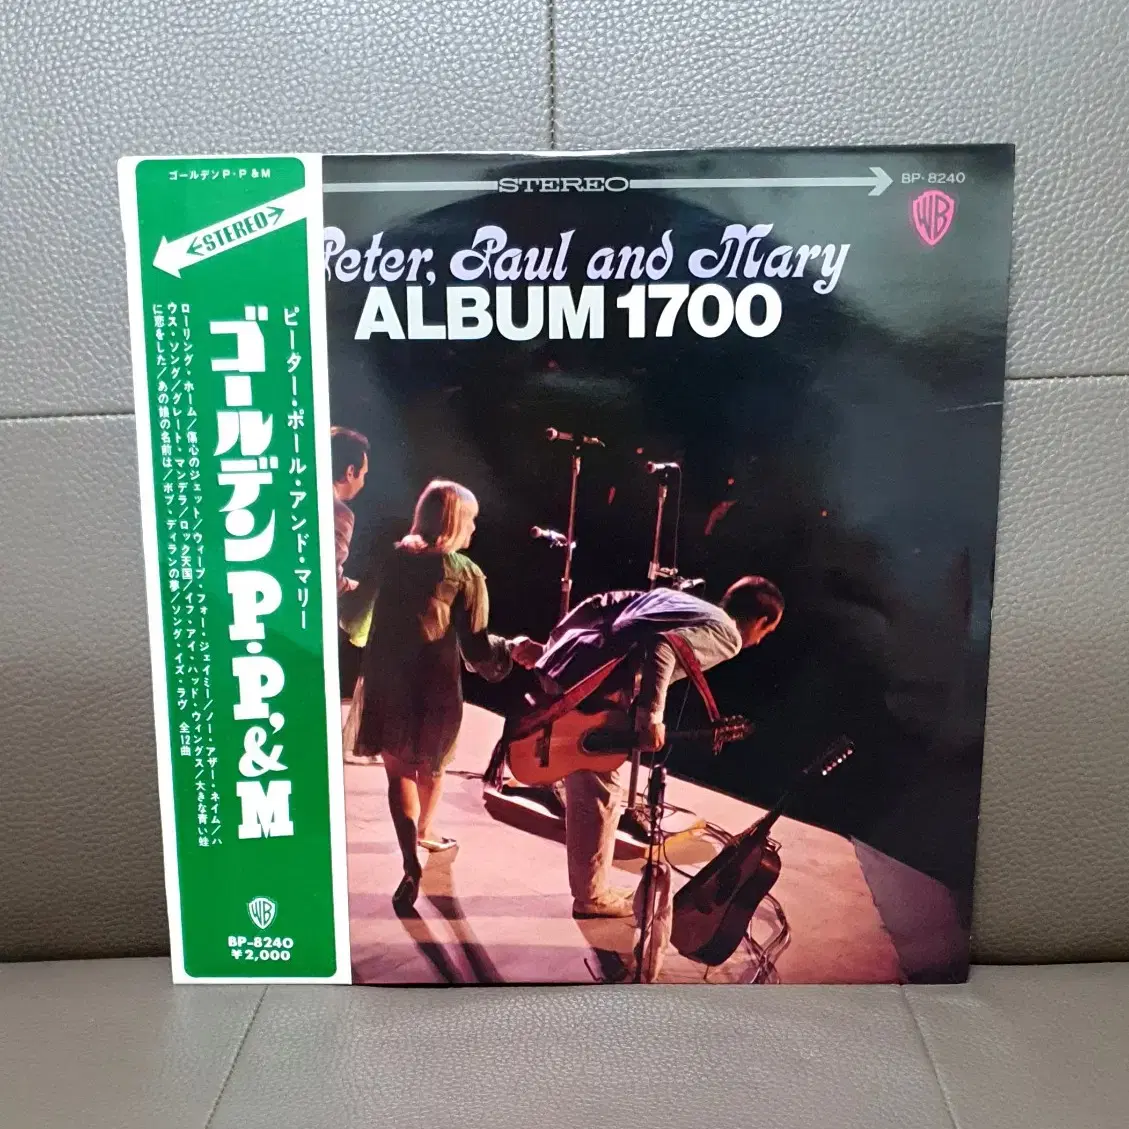 ゴールデンP・P&M
STEREO
ピーター・ポール・アンド・マリー
ゴールデンP・P,&M
ローリング・ホーム/傷心のジェット/ウィープ・フォー・ジェイミー/ノー・アザー・ネイム/ハ
ウス・ソング/グレート・マンデラ/ロック天国/イフ・アイ・ハッド・ウィングス/大きな青い蛙
に恋をした/あの娘の名前は/ボブ・ディランの夢/ソング・イズ・ラヴ 全12曲
WB
BP-8240
¥2,000
STEREO
BP-8240
WB
Peter, Paul and Mary
ALBUM 1700